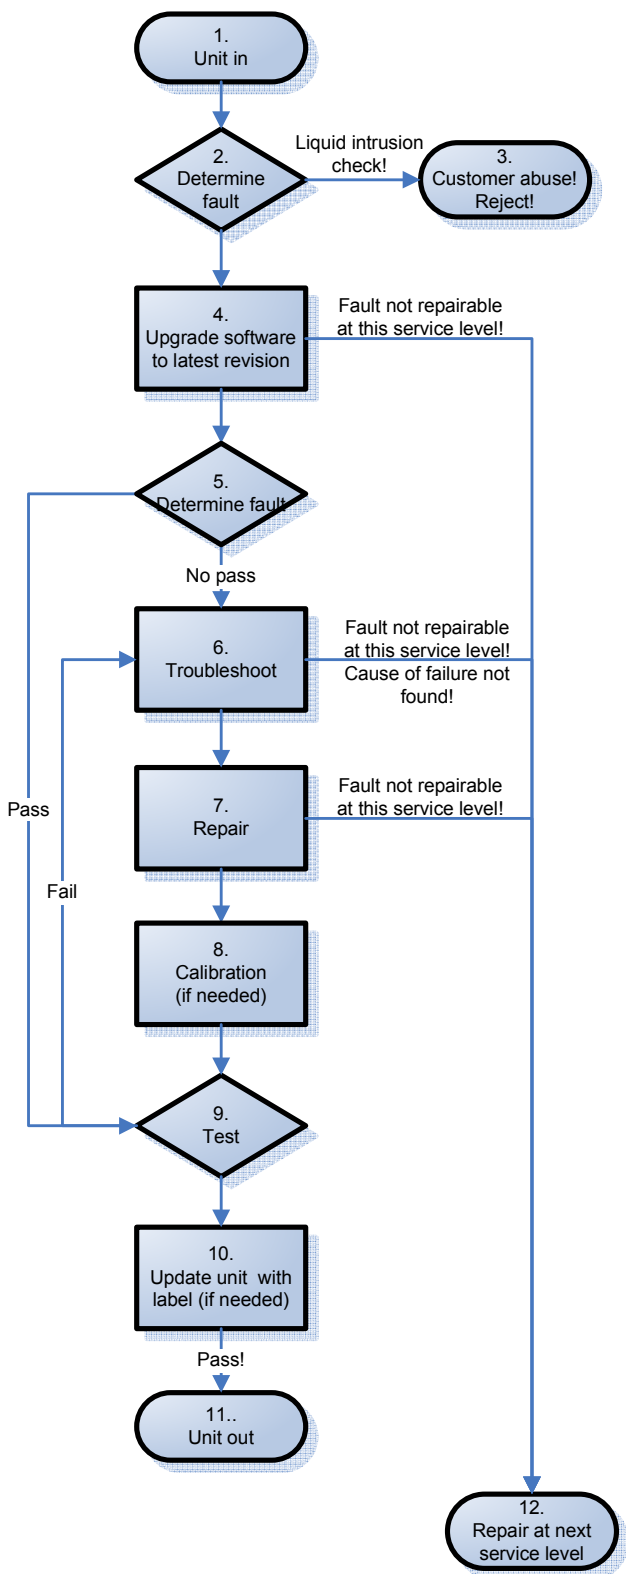 1.
Unit in
Liquid intrusion
check!
2.
Determine
fault
3.
Customer abuse!
Reject!
4.
Upgrade software
to latest revision
Fault not repairable
at this service level!
5.
Determine fault
No pass
6.
Troubleshoot
Fault not repairable
at this service level!
Cause of failure not
found!
7.
Repair
Fault not repairable
at this service level!
Pass
Fail
8.
Calibration
(if needed)
9.
Test
10.
Update unit with
label (if needed)
Pass!
11..
Unit out
12.
Repair at next
service level